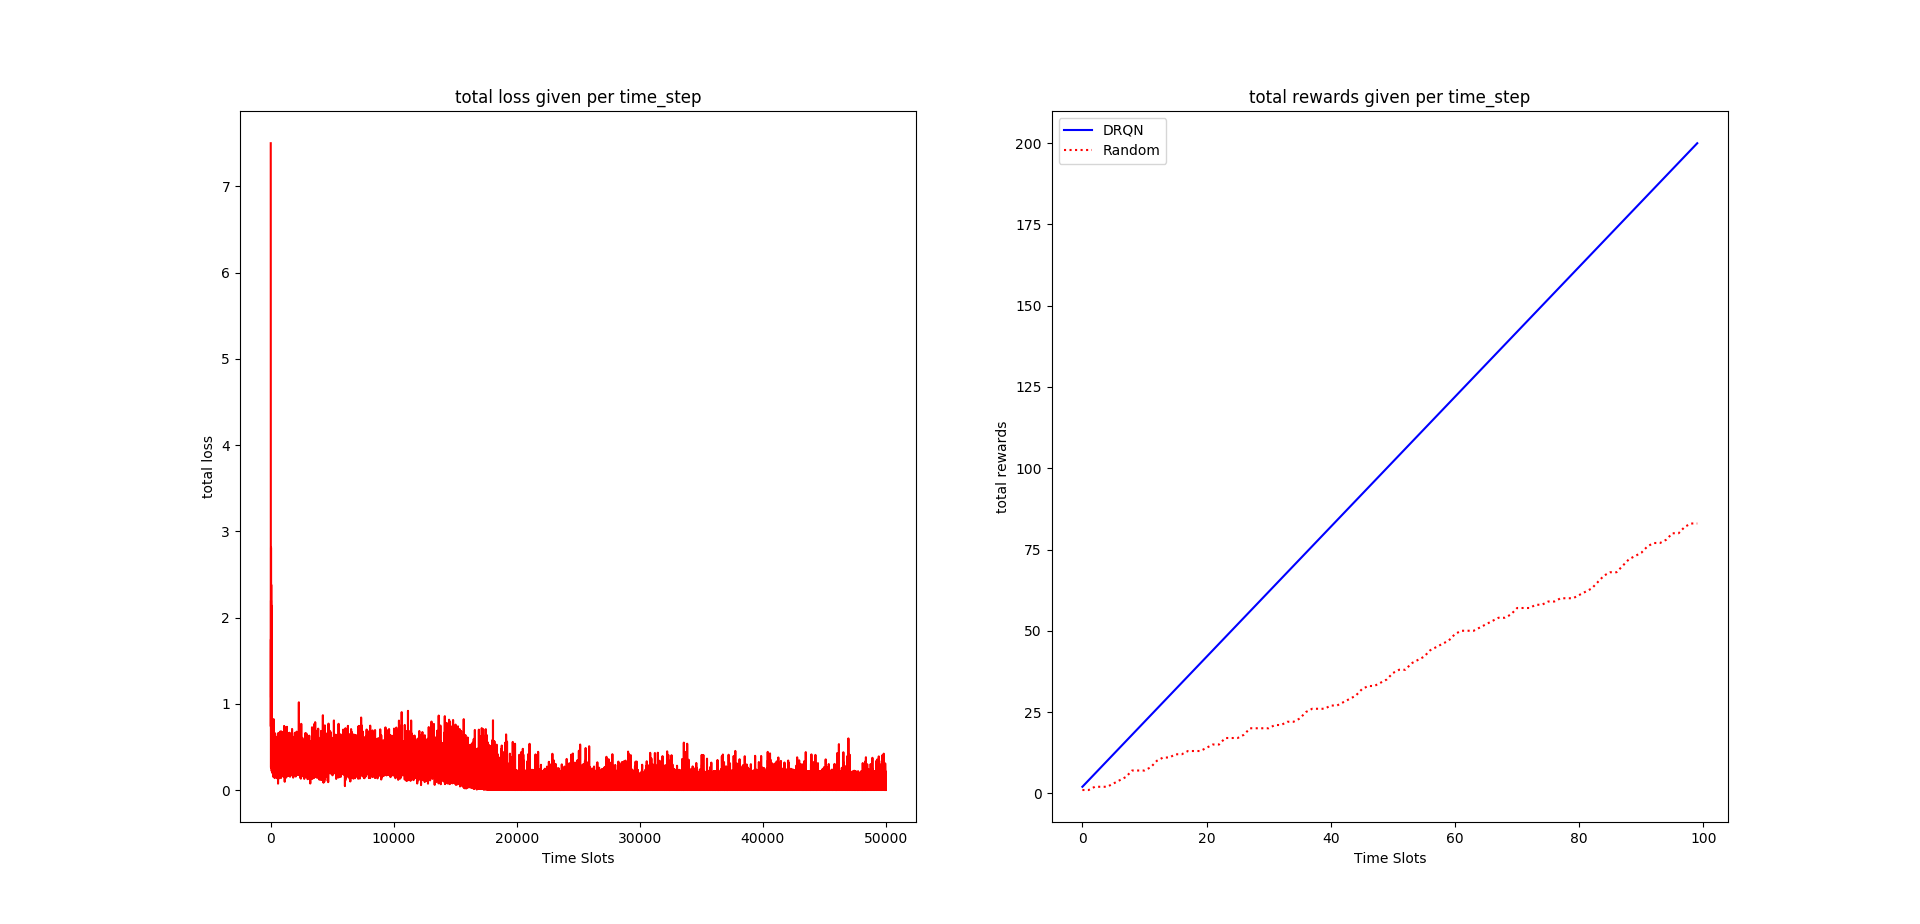 total loss given per time_step
total loss
7
6
5
4
3
2
1
0
0 10000 20000 30000 40000 50000
Time Slots
total rewards given per time_step
DRQN
Random
total rewards
200
175
150
125
100
75
50
25
0
0 20 40 60 80 100
Time Slots